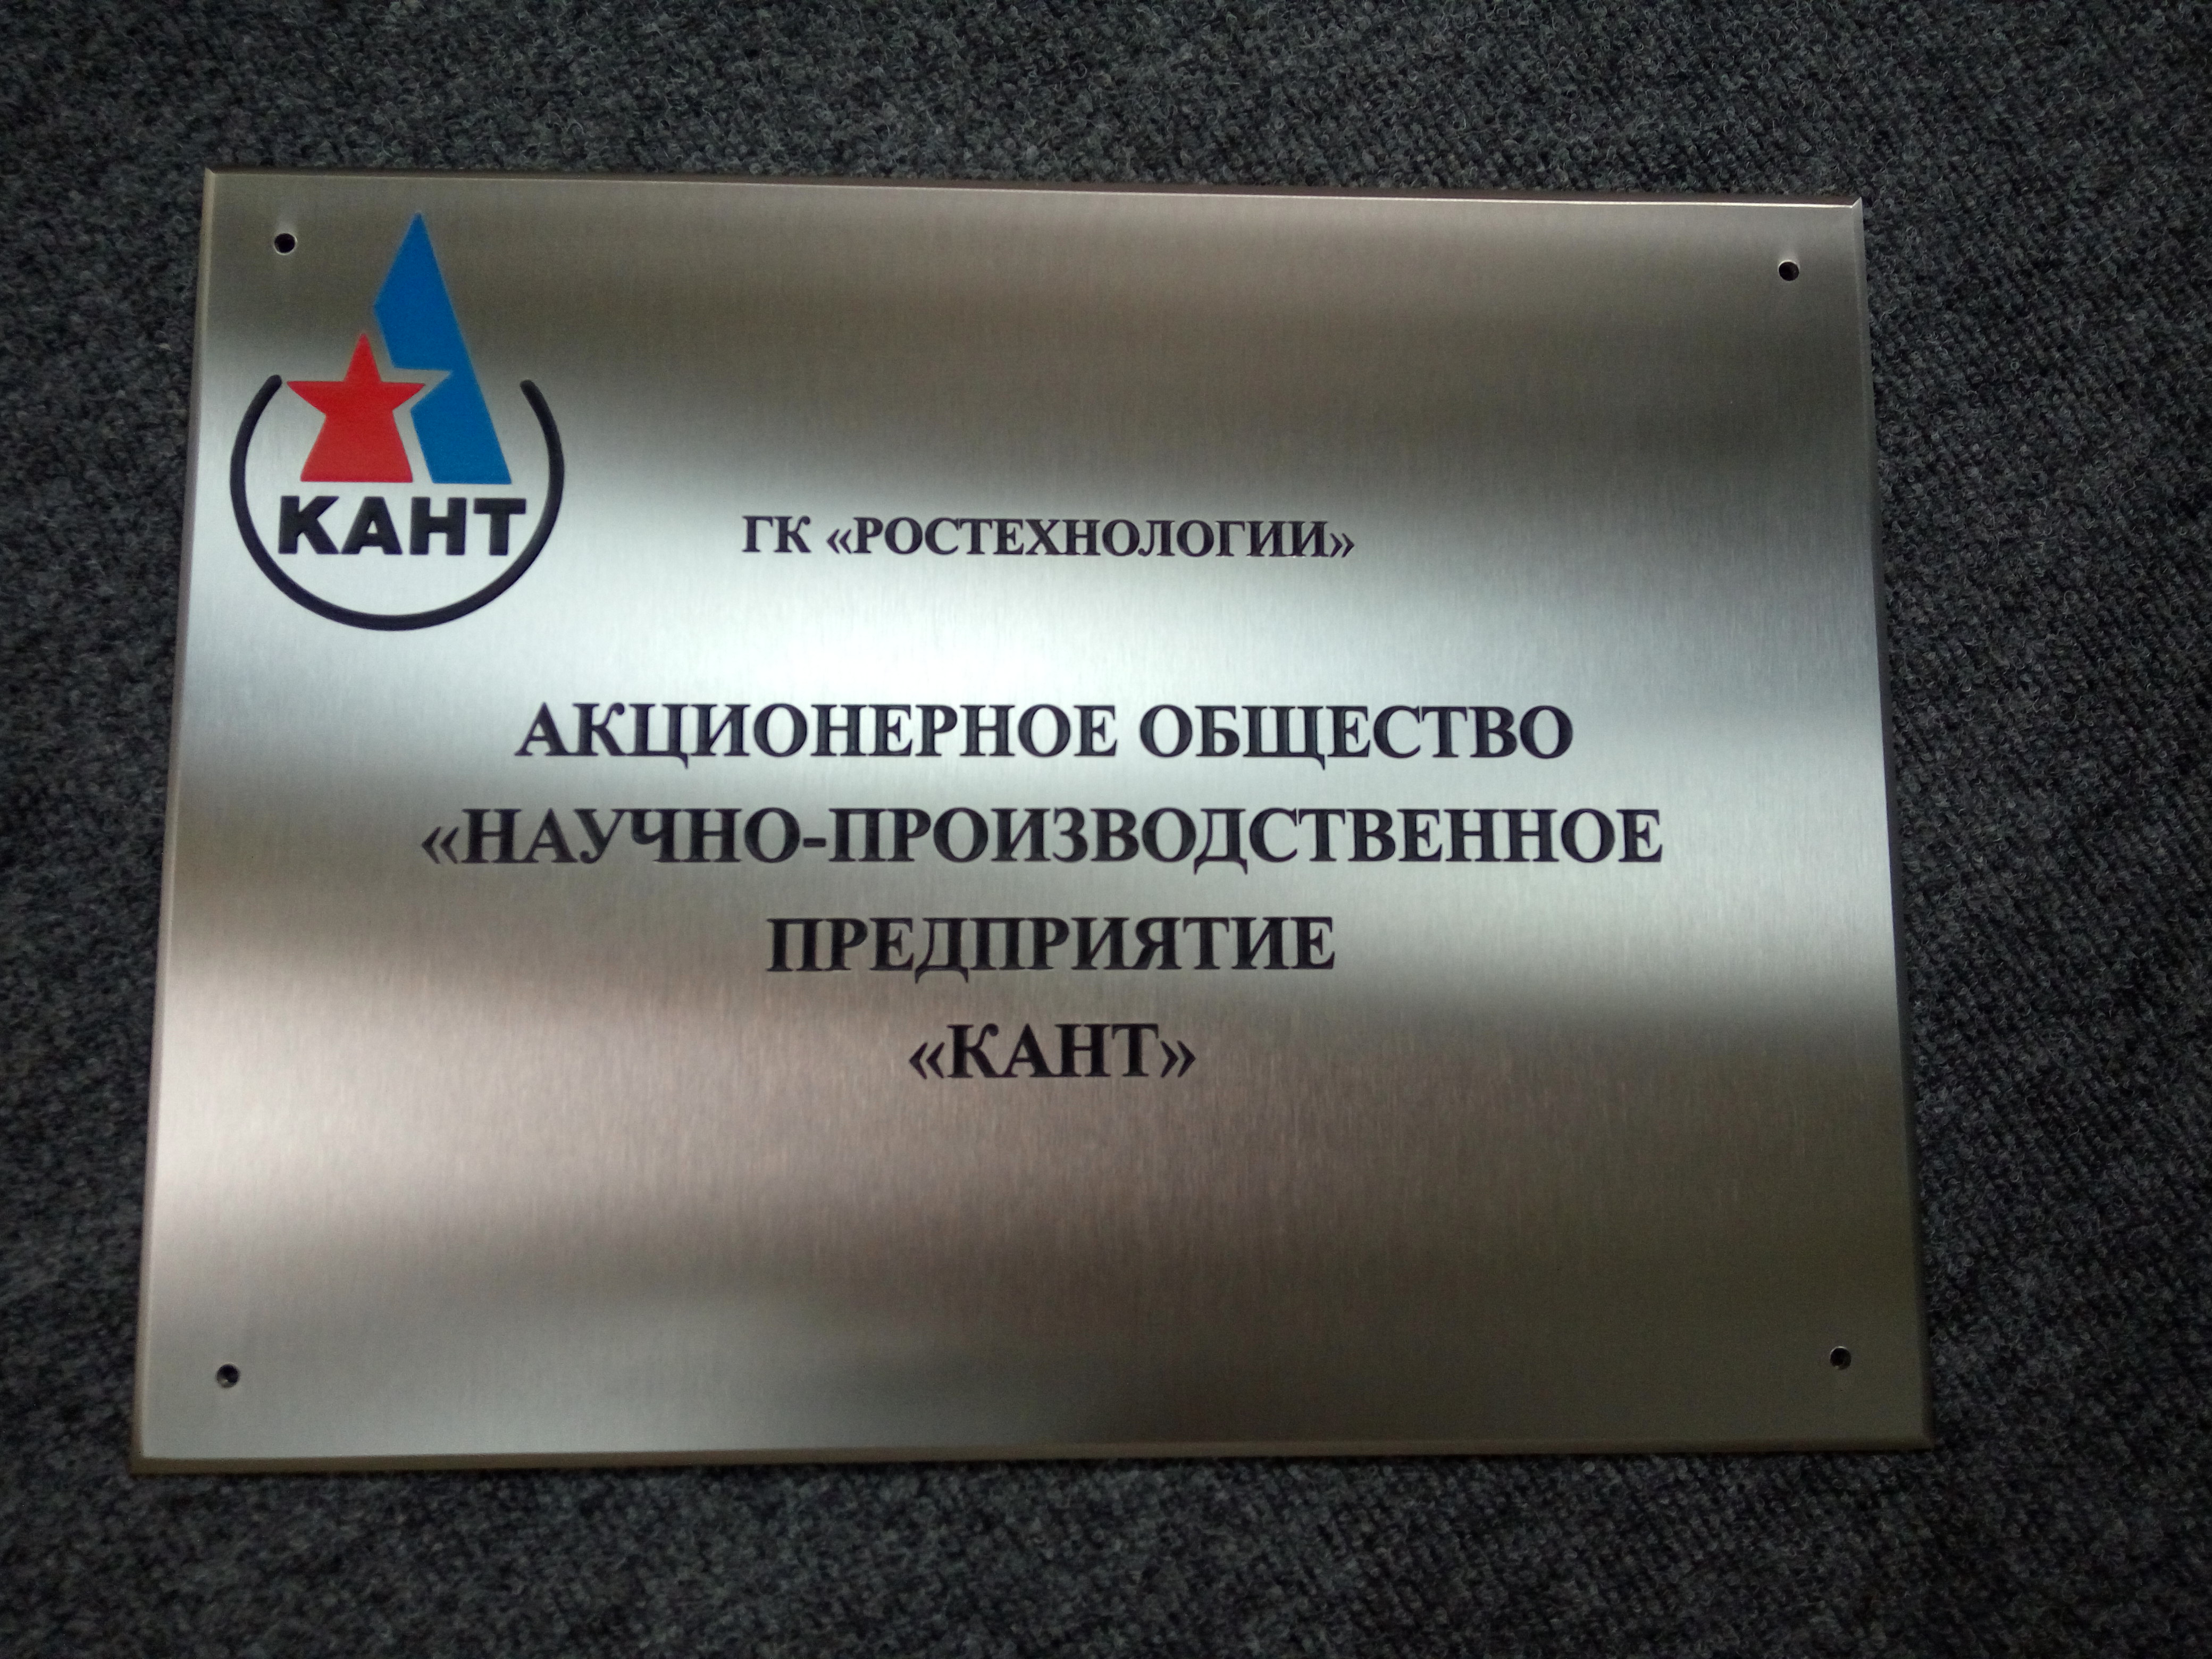 КАНТ
ГК «РОСТЕХНОЛОГИИ»
АКЦИОНЕРНОЕ ОБЩЕСТВО
«НАУЧНО-ПРОИЗВОДСТВЕННОЕ
ПРЕДПРИЯТИЕ
«КАНТ»